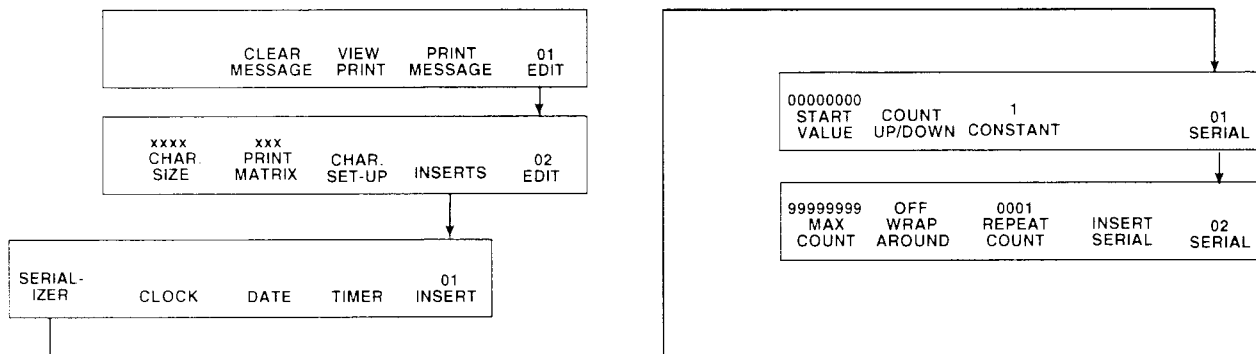 CLEAR MESSAGE VIEW PRINT PRINT MESSAGE 01 EDIT
xxxx CHAR. SIZE xxx PRINT MATRIX CHAR. SET-UP INSERTS 02 EDIT
SERIAL-IZER CLOCK DATE TIMER 01 INSERT
00000000 START VALUE COUNT UP/DOWN 1 CONSTANT 01 SERIAL
99999999 MAX COUNT OFF WRAP AROUND 0001 REPEAT COUNT INSERT SERIAL 02 SERIAL